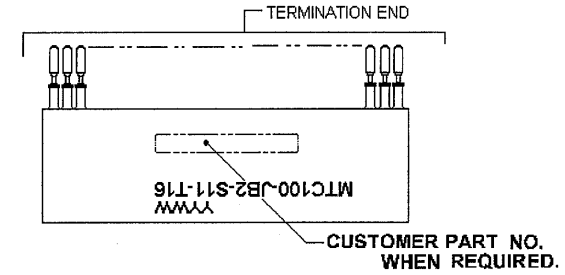 TERMINATION END
MTC100-JB2-S11-T16
YYWW
CUSTOMER PART NO.
WHEN REQUIRED.